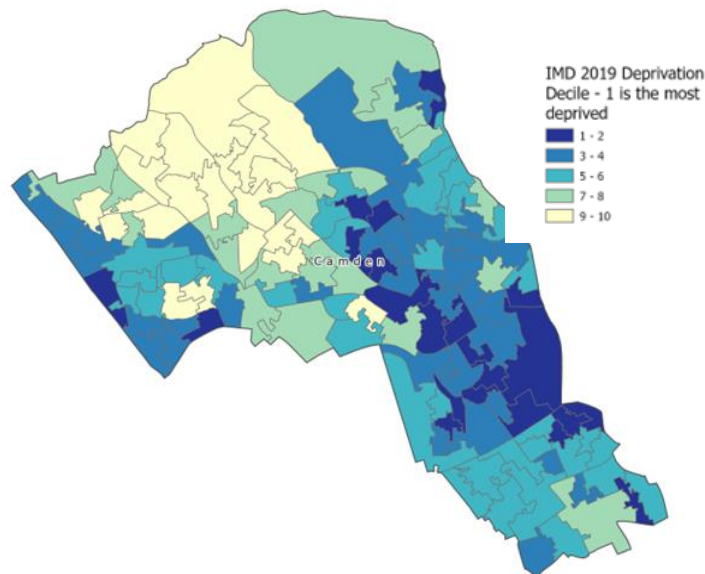 IMD 2019 Deprivation
Decile - 1 is the most
deprived
1 - 2
3 - 4
5 - 6
7 - 8
9 - 10
Camden